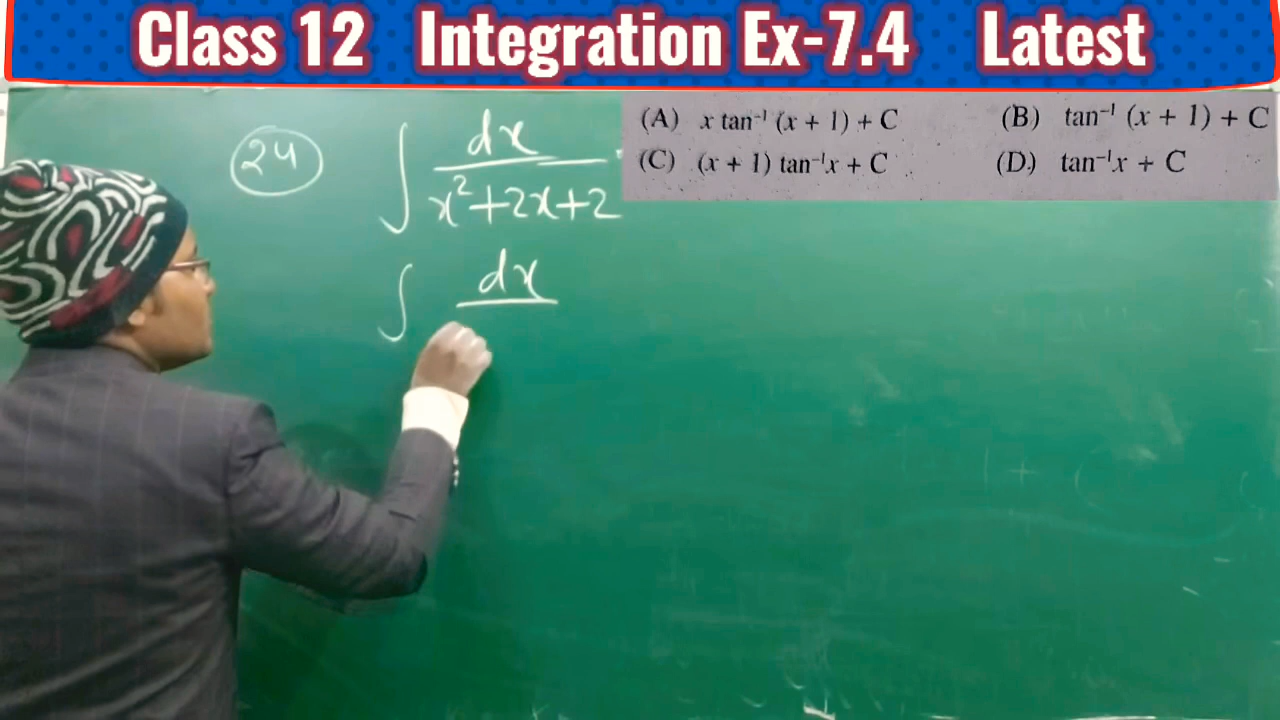 Class 12 Integration Ex-7.4 Latest
24 ∫ dx / x²+2x+2
(A) x tan⁻¹ (x + 1) + C (B) tan⁻¹ (x + 1) + C
(C) (x + 1) tan⁻¹x + C (D) tan⁻¹x + C
∫ dx